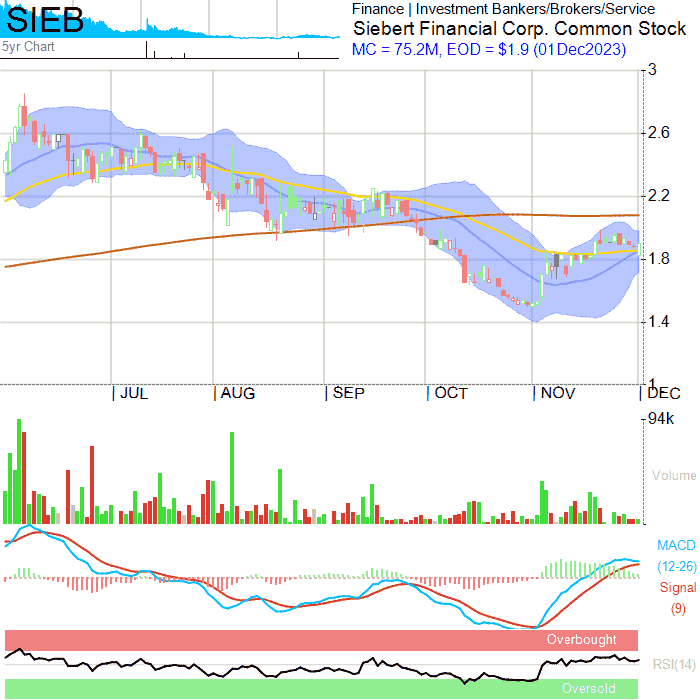 SIEB
5yr Chart
Finance | Investment Bankers/Brokers/Service
Siebert Financial Corp. Common Stock
MC = 75.2M, EOD = $1.9 (01Dec2023)
3
2.6
2.2
1.8
1.4
1
JUL AUG SEP OCT NOV DEC
94k
Volume
MACD
(12-26)
Signal
(9)
Overbought
RSI(14)
Oversold